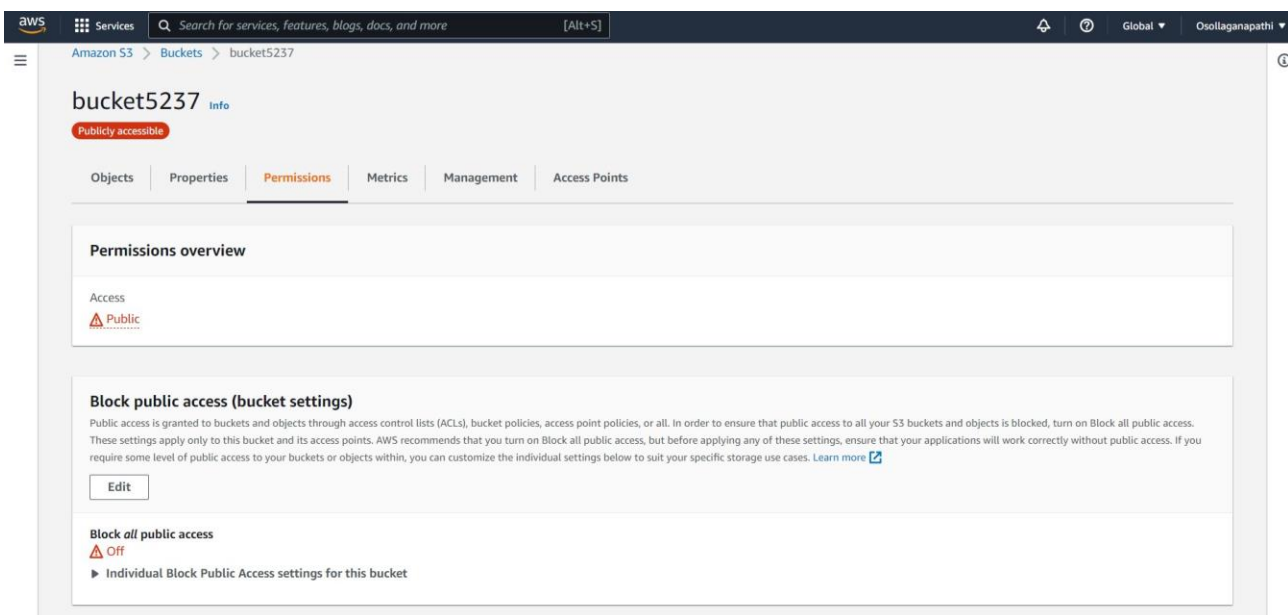 aws Services Search for services, features, blogs, docs, and more [Alt+S] Global Osollaganapathi
Amazon S3 > Buckets > bucket5237
bucket5237 Info
Publicly accessible
Objects Properties Permissions Metrics Management Access Points
Permissions overview
Access
Public
Block public access (bucket settings)
Public access is granted to buckets and objects through access control lists (ACLs), bucket policies, access point policies, or all. In order to ensure that public access to all your S3 buckets and objects is blocked, turn on Block all public access.
These settings apply only to this bucket and its access points. AWS recommends that you turn on Block all public access, but before applying any of these settings, ensure that your applications will work correctly without public access. If you
require some level of public access to your buckets or objects within, you can customize the individual settings below to suit your specific storage use cases. Learn more
Edit
Block all public access
Off
Individual Block Public Access settings for this bucket